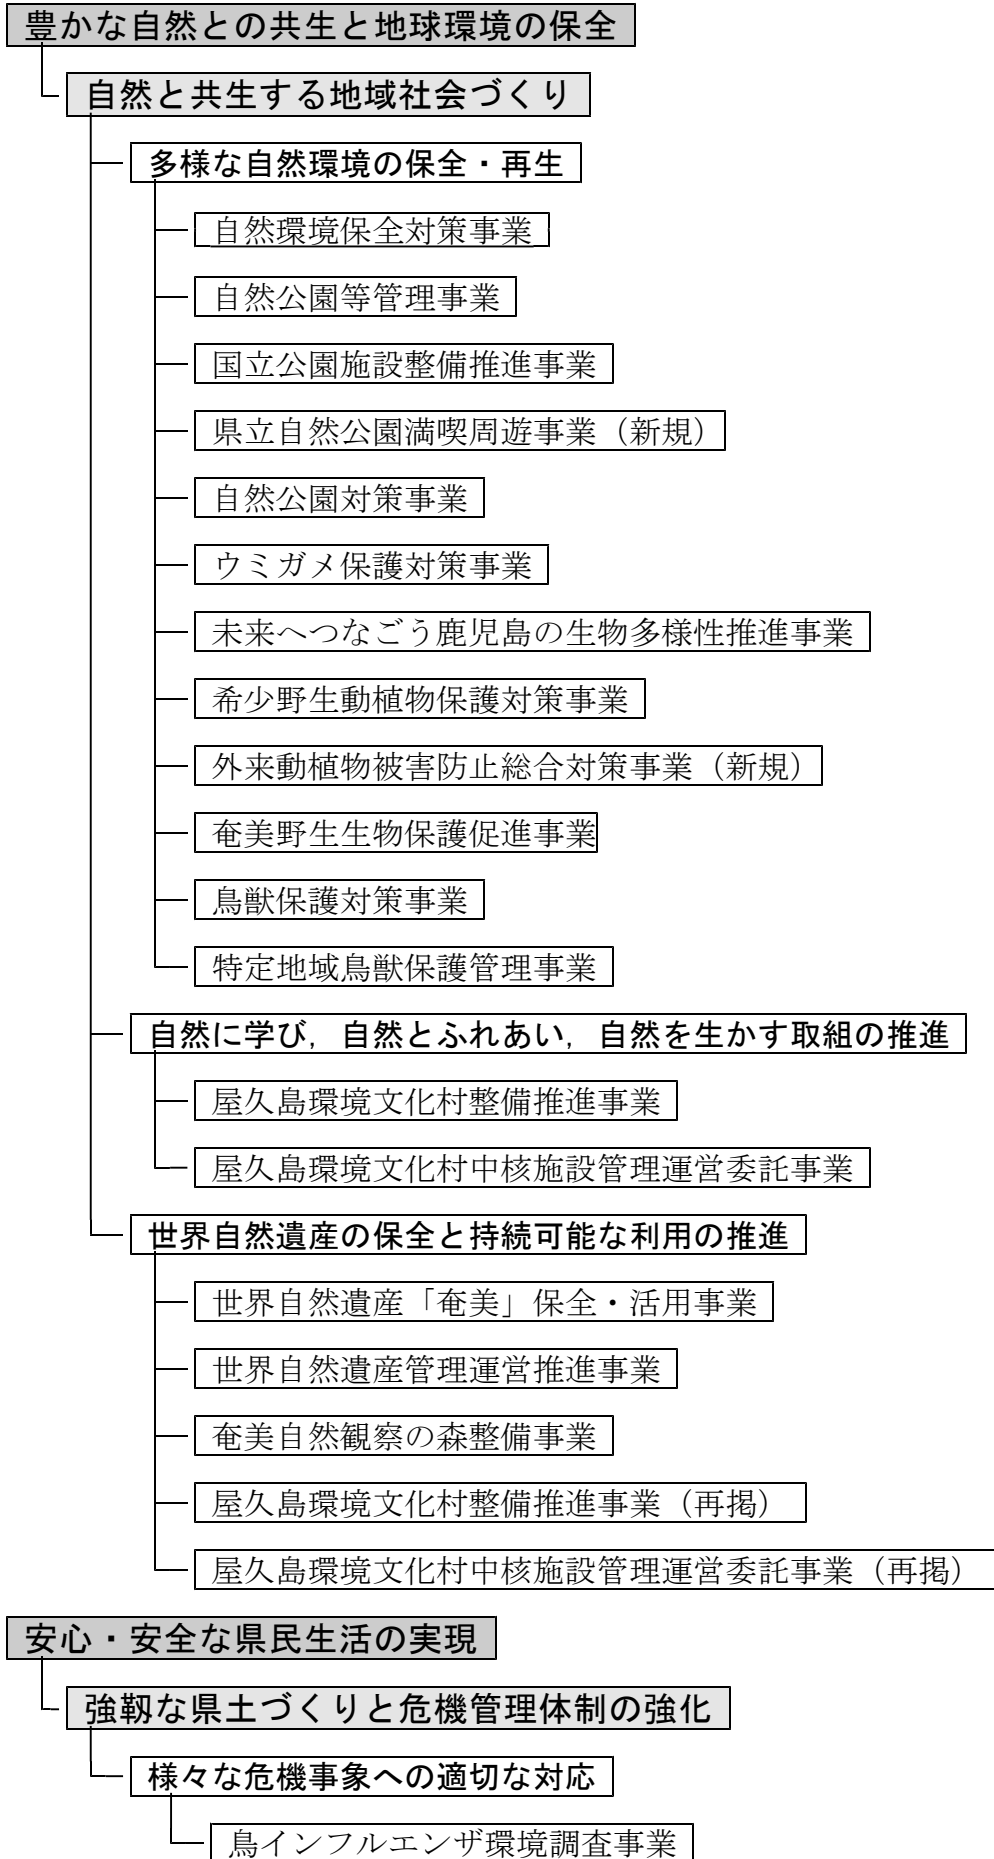 豊かな自然との共生と地球環境の保全
自然と共生する地域社会づくり
多様な自然環境の保全・再生
自然環境保全対策事業
自然公園等管理事業
国立公園施設整備推進事業
県立自然公園満喫周遊事業（新規）
自然公園対策事業
ウミガメ保護対策事業
未来へつなごう鹿児島の生物多様性推進事業
希少野生動植物保護対策事業
外来動植物被害防止総合対策事業（新規）
奄美野生生物保護促進事業
鳥獣保護対策事業
特定地域鳥獣保護管理事業
自然に学び，自然とふれあい，自然を生かす取組の推進
屋久島環境文化村整備推進事業
屋久島環境文化村中核施設管理運営委託事業
世界自然遺産の保全と持続可能な利用の推進
世界自然遺産「奄美」保全・活用事業
世界自然遺産管理運営推進事業
奄美自然観察の森整備事業
屋久島環境文化村整備推進事業（再掲）
屋久島環境文化村中核施設管理運営委託事業（再掲）
安心・安全な県民生活の実現
強靱な県土づくりと危機管理体制の強化
様々な危機事象への適切な対応
鳥インフルエンザ環境調査事業